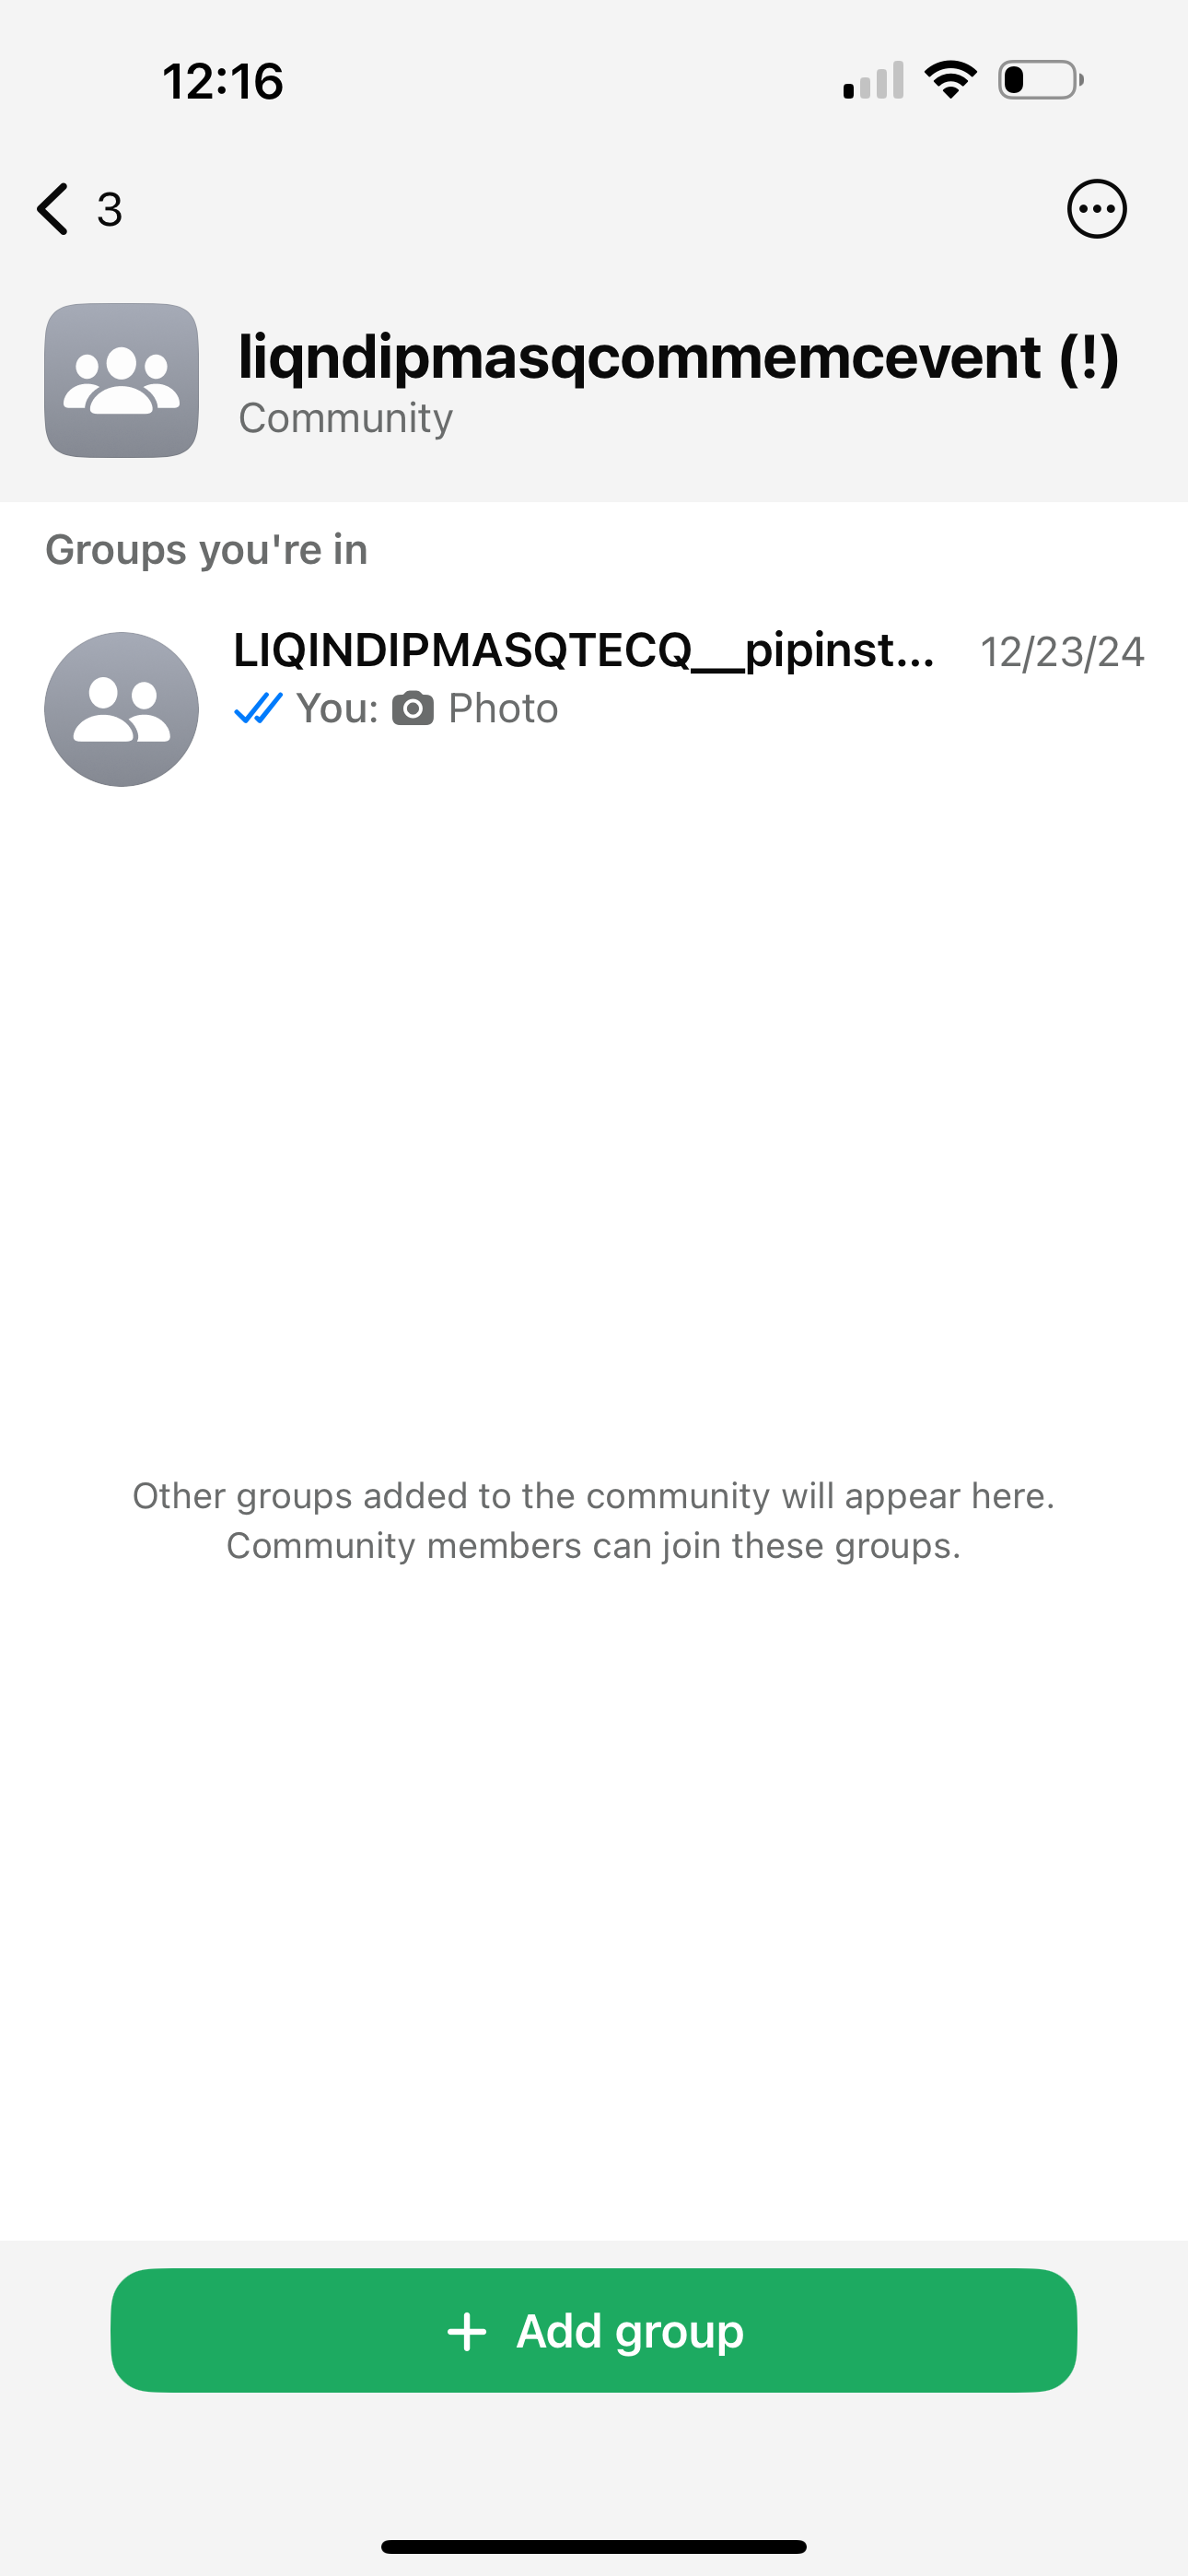 12:16
3
liqndipmasqcommemcevent (!)
Community
Groups you're in
LIQINDIPMASQTECQ__pipinst... 12/23/24
You: Photo
Other groups added to the community will appear here.
Community members can join these groups.
+ Add group